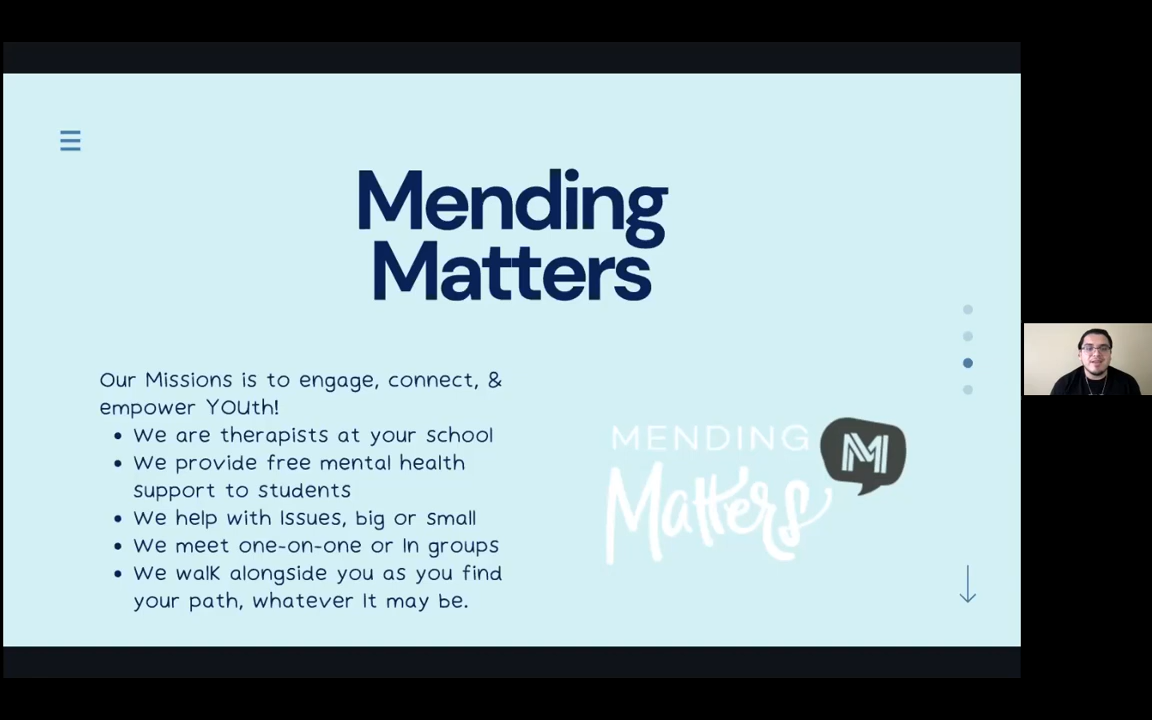 Mending
Matters
Our Missions is to engage, connect, &
empower YOUth!
• We are therapists at your school
• We provide free mental health
support to students
• We help with Issues, big or small
• We meet one-on-one or In groups
• We walk alongside you as you find
your path, whatever It may be.
MENDING
Matters
M